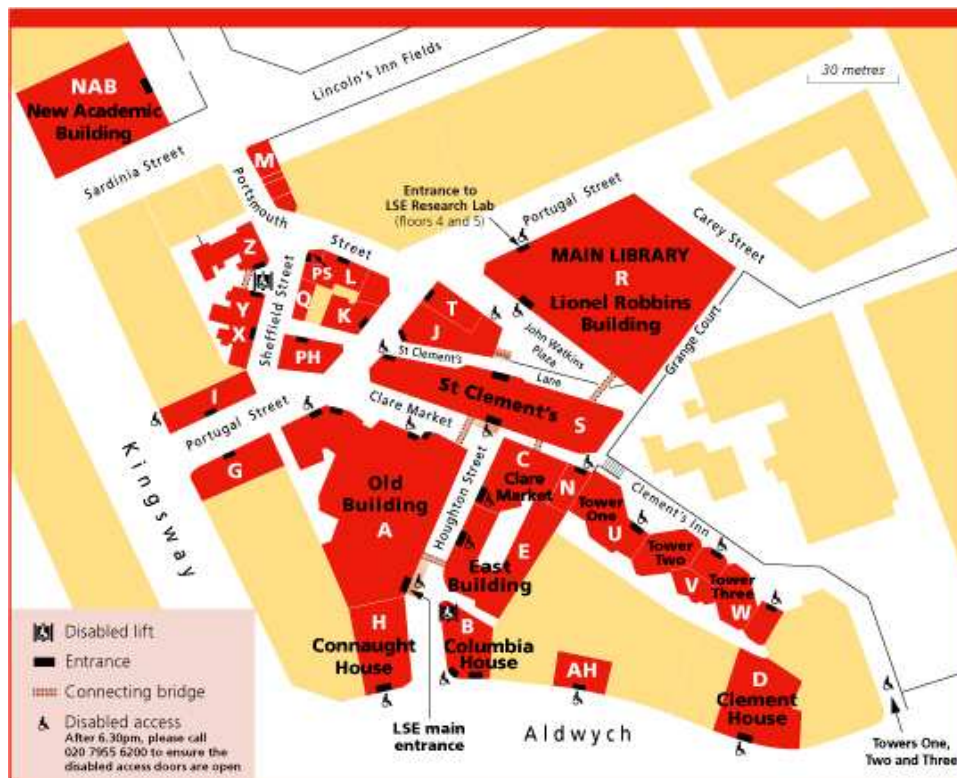 NAB
New Academic
Building
Lincoln's Inn Fields
30 metres
Sardinia Street
M
Portsmouth
Street
Entrance to
LSE Research Lab
(floors 4 and 5)
Portugal Street
Carey Street
MAIN LIBRARY
R
Lionel Robbins
Building
Z
Y
X
Sheffield Street
PS
L
Q
K
PH
T
J
John Watkins
Plaza
St Clement's
Lane
Grange Court
I
Portugal Street
G
Kingsway
Clare Market
St Clement's
S
Old
Building
A
Houghton Street
C
Clare
Market
N
E
East
Building
Clement's Inn
Tower
One
U
Tower
Two
V
Tower
Three
W
H
Connaught
House
B
Columbia
House
AH
D
Clement
House
LSE main
entrance
Aldwych
Towers One,
Two and Three
Disabled lift
Entrance
Connecting bridge
Disabled access
After 6.30pm, please call
020 7955 6200 to ensure the
disabled access doors are open